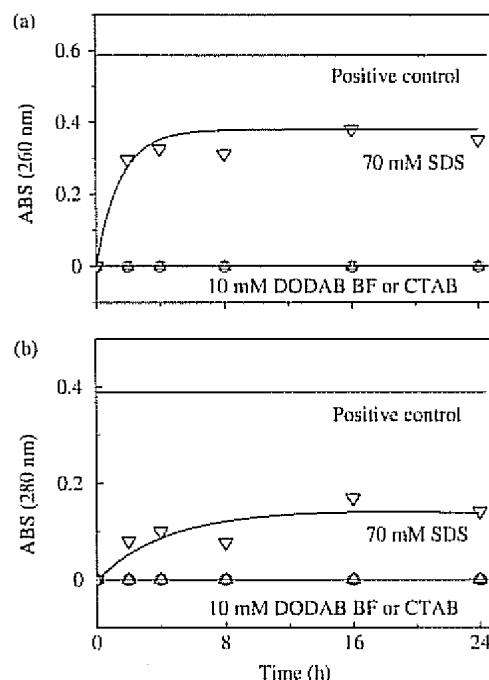 (a)
0.6
Positive control
0.4
70 mM SDS
0.2
0
10 mM DODAB BF or CTAB
ABS (260 nm)
(b)
0.4
Positive control
0.2
70 mM SDS
0
10 mM DODAB BF or CTAB
ABS (280 nm)
0 8 16 24
Time (h)